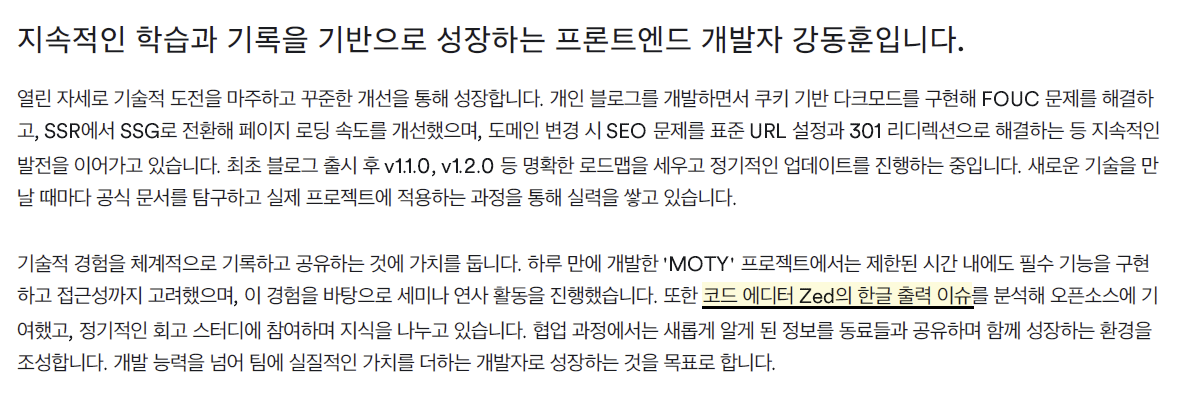 지속적인 학습과 기록을 기반으로 성장하는 프론트엔드 개발자 강동훈입니다.
열린 자세로 기술적 도전을 마주하고 꾸준한 개선을 통해 성장합니다. 개인 블로그를 개발하면서 쿠키 기반 다크모드를 구현해 FOUC 문제를 해결하
고, SSR에서 SSG로 전환해 페이지 로딩 속도를 개선했으며, 도메인 변경 시 SEO 문제를 표준 URL 설정과 301 리디렉션으로 해결하는 등 지속적인
발전을 이어가고 있습니다. 최초 블로그 출시 후 v1.1.0, v1.2.0 등 명확한 로드맵을 세우고 정기적인 업데이트를 진행하는 중입니다. 새로운 기술을 만
날 때마다 공식 문서를 탐구하고 실제 프로젝트에 적용하는 과정을 통해 실력을 쌓고 있습니다.
기술적 경험을 체계적으로 기록하고 공유하는 것에 가치를 둡니다. 하루 만에 개발한 'MOTY' 프로젝트에서는 제한된 시간 내에도 필수 기능을 구현
하고 접근성까지 고려했으며, 이 경험을 바탕으로 세미나 연사 활동을 진행했습니다. 또한 코드 에디터 Zed의 한글 출력 이슈를 분석해 오픈소스에 기
여했고, 정기적인 회고 스터디에 참여하며 지식을 나누고 있습니다. 협업 과정에서는 새롭게 알게 된 정보를 동료들과 공유하며 함께 성장하는 환경을
조성합니다. 개발 능력을 넘어 팀에 실질적인 가치를 더하는 개발자로 성장하는 것을 목표로 합니다.